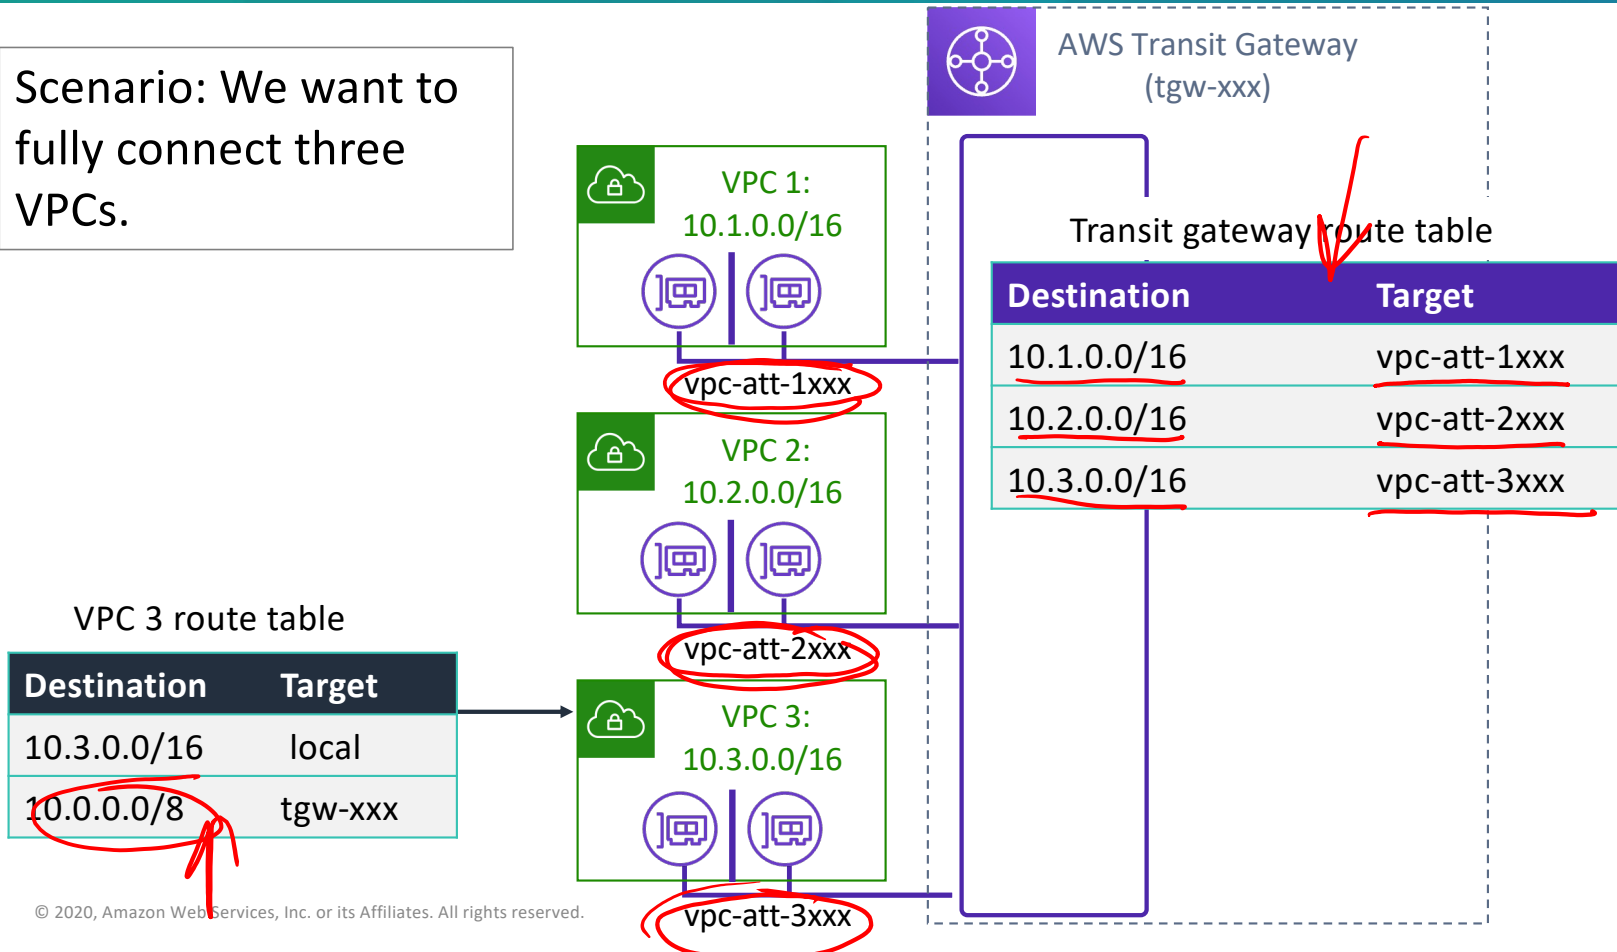 Scenario: We want to
fully connect three
VPCs.
AWS Transit Gateway
(tgw-xxx)
VPC 1:
10.1.0.0/16
vpc-att-1xxx
VPC 2:
10.2.0.0/16
vpc-att-2xxx
VPC 3:
10.3.0.0/16
vpc-att-3xxx
Transit gateway route table
Destination Target
10.1.0.0/16 vpc-att-1xxx
10.2.0.0/16 vpc-att-2xxx
10.3.0.0/16 vpc-att-3xxx
VPC 3 route table
Destination Target
10.3.0.0/16 local
10.0.0.0/8 tgw-xxx
© 2020, Amazon Web Services, Inc. or its Affiliates. All rights reserved.